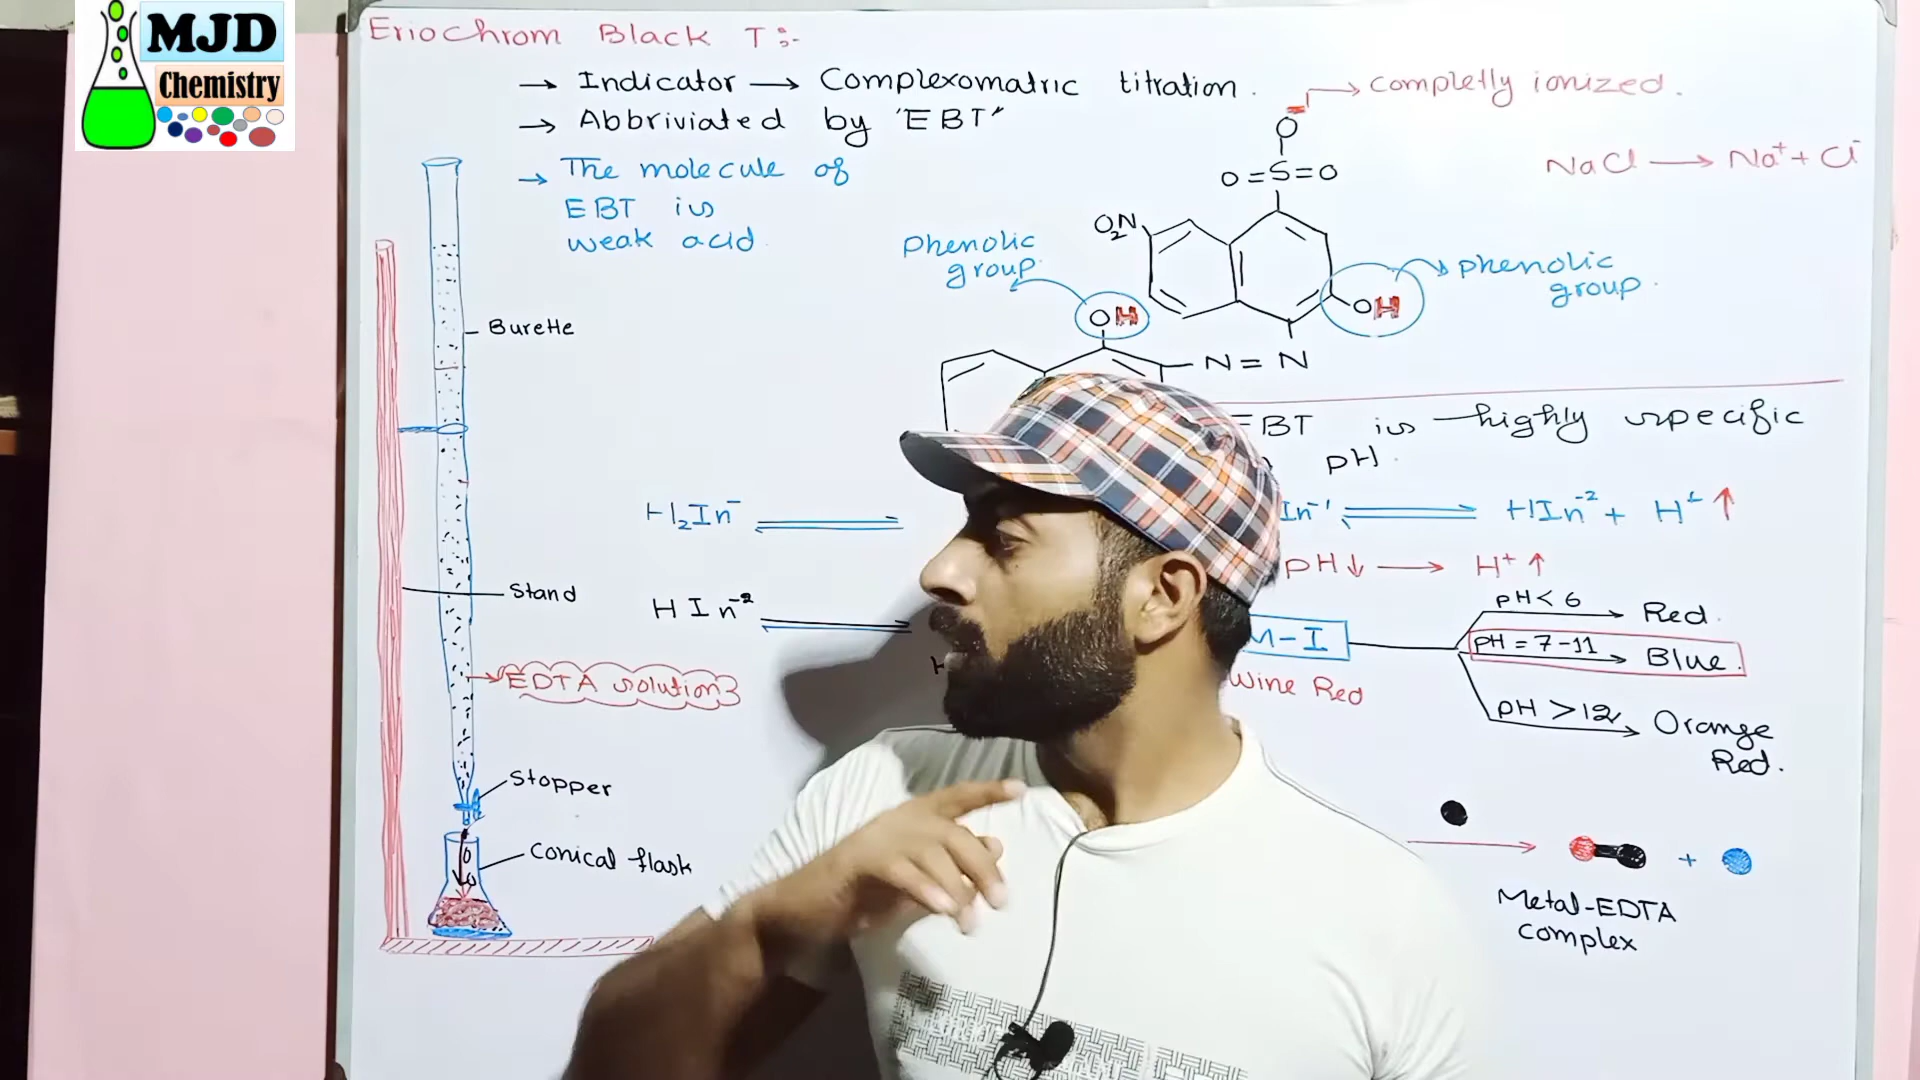 MJD
Chemistry
Eriochrom Black T:-
→ Indicator → Complexomatric titration.
→ Abbriviated by 'EBT'
→ The molecule of
EBT is
weak acid.
→ completly ionized.
O
O=S=O
NaCl → Na⁺ + Cl⁻
O₂N
Phenolic
group.
OH
OH
phenolic
group.
N=N
Burette
EBT is highly specific
pH.
H₂In⁻
In⁻¹ ⇌ HIn⁻² + H⁺ ↑
pH↓ → H⁺ ↑
Stand
HIn⁻²
M-I
Wine Red
pH < 6 Red.
pH = 7-11 Blue.
pH > 12 Orange
Red.
EDTA solution
Stopper
Conical flask
+
Metal-EDTA
complex